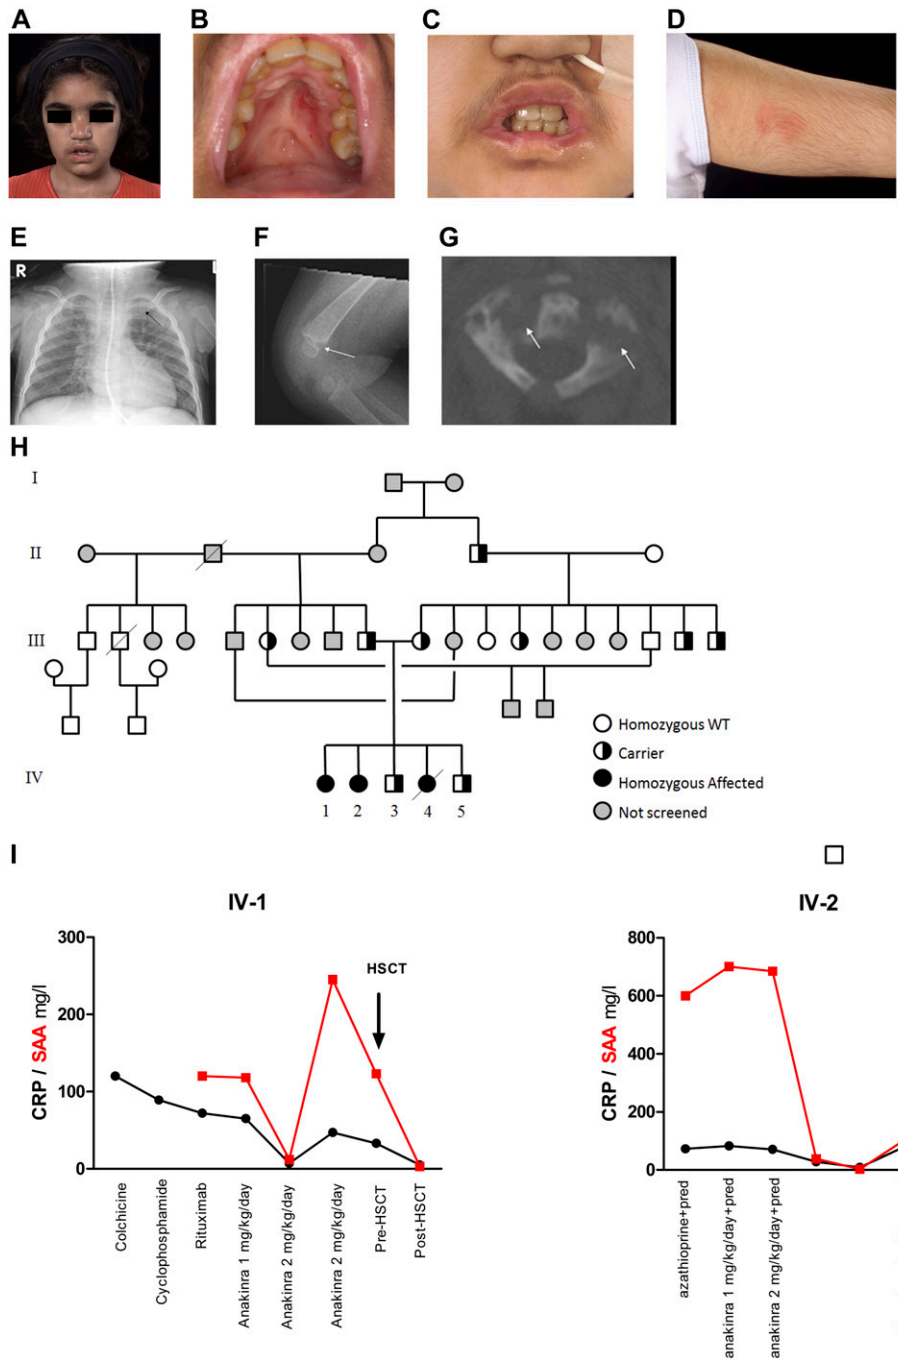 A
B
C
D
E
F
G
R
H
I
II
III
IV
1 2 3 4 5
Homozygous WT
Carrier
Homozygous Affected
Not screened
I
IV-1
CRP / SAA mg/l
300
200
100
0
HSCT
Colchicine
Cyclophosphamide
Rituximab
Anakinra 1 mg/kg/day
Anakinra 2 mg/kg/day
Anakinra 2 mg/kg/day
Pre-HSCT
Post-HSCT
IV-2
CRP / SAA mg/l
800
600
400
200
0
azathioprine+pred
anakinra 1 mg/kg/day+pred
anakinra 2 mg/kg/day+pred